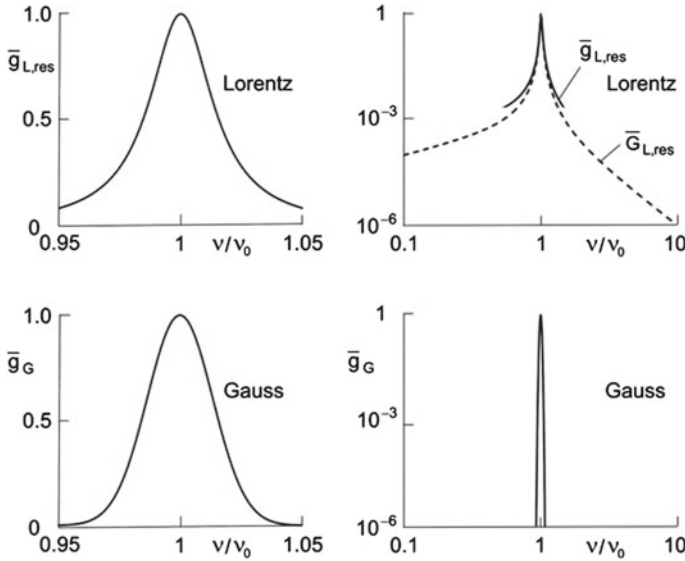 1.0
ḡL,res
Lorentz
0.5
0
0.95
1
ν/ν0
1.05
1
ḡL,res
Lorentz
10−3
ḠL,res
10−6
0.1
1
ν/ν0
10
1.0
ḡG
Gauss
0.5
0
0.95
1
ν/ν0
1.05
1
ḡG
Gauss
10−3
10−6
0.1
1
ν/ν0
10